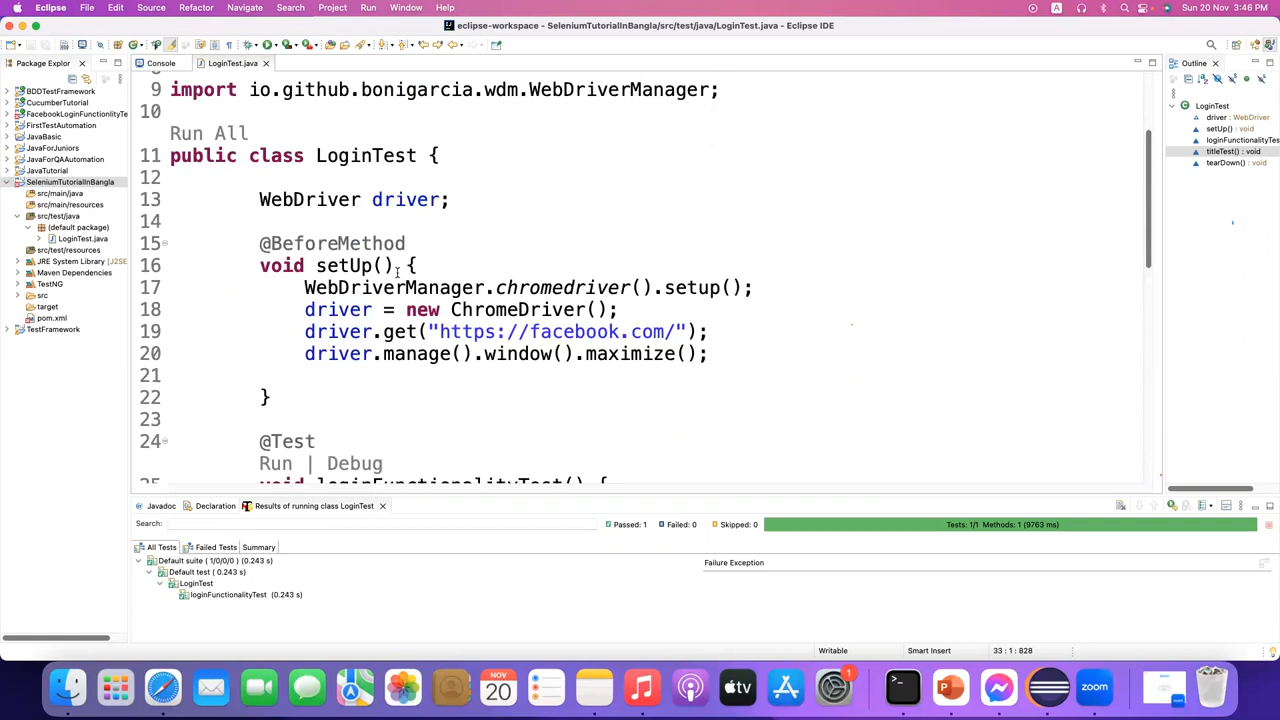 Eclipse File Edit Source Refactor Navigate Search Project Run Window Help A Sun 20 Nov 3:46 PM
eclipse-workspace - SeleniumTutorialInBangla/src/test/java/LoginTest.java - Eclipse IDE
Package Explor
Console
LoginTest.java
Outline
BDDTestFramework
CucumberTutorial
FacebookLoginFunctionlityTe
FirstTestAutomation
JavaBasic
JavaForJuniors
JavaForQAAutomation
JavaTutorial
SeleniumTutorialInBangla
src/main/java
src/main/resources
src/test/java
(default package)
LoginTest.java
src/test/resources
JRE System Library [J2SE
Maven Dependencies
TestNG
src
target
pom.xml
TestFramework
9 import io.github.bonigarcia.wdm.WebDriverManager;
10
Run All
11 public class LoginTest {
12
13 WebDriver driver;
14
15 @BeforeMethod
16 void setUp() {
17 WebDriverManager.chromedriver().setup();
18 driver = new ChromeDriver();
19 driver.get("https://facebook.com/");
20 driver.manage().window().maximize();
21
22 }
23
24 @Test
Run | Debug
25 void loginFunctionalityTest() {
LoginTest
driver : WebDriver
setUp() : void
loginFunctionalityTes
titleTest() : void
tearDown() : void
Javadoc Declaration Results of running class LoginTest
Search: Passed: 1 Failed: 0 Skipped: 0 Tests: 1/1 Methods: 1 (9763 ms)
All Tests Failed Tests Summary
Default suite ( 1/0/0/0 ) (0.243 s)
Default test ( 0.243 s)
LoginTest
loginFunctionalityTest (0.243 s)
Failure Exception
Writable Smart Insert 33 : 1 : 828
NOV
20
tv
1
zoom